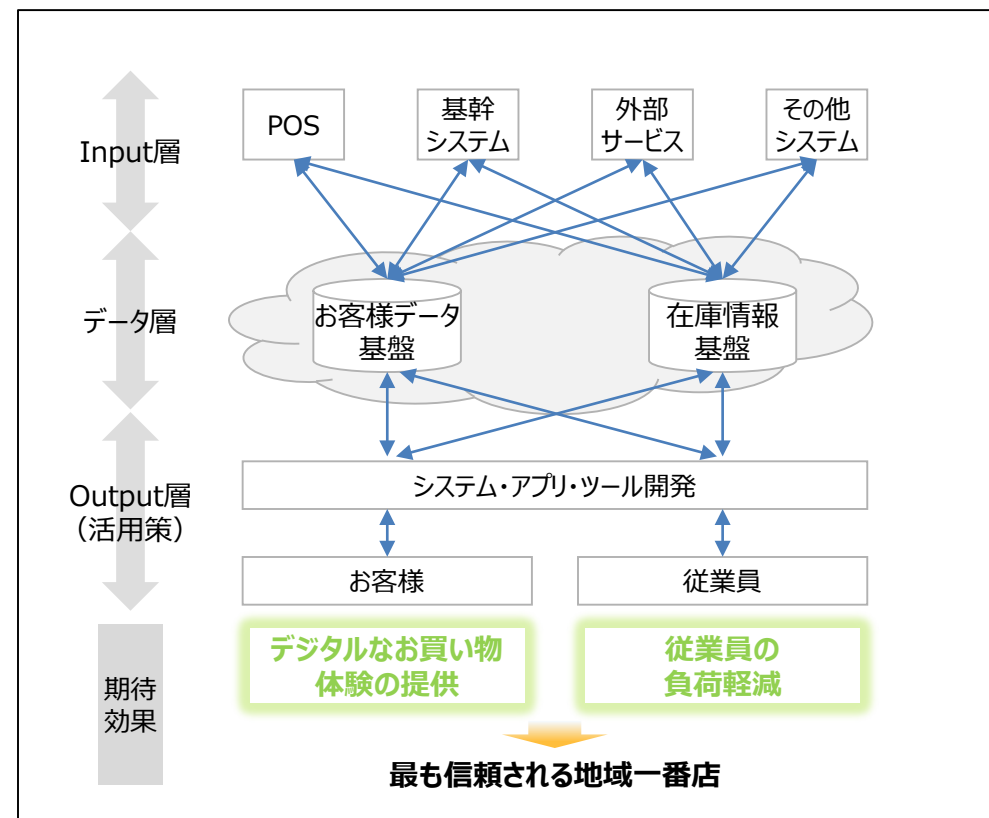 Input層
POS
基幹
システム
外部
サービス
その他
システム
データ層
お客様データ
基盤
在庫情報
基盤
Output層
（活用策）
システム・アプリ・ツール開発
お客様
従業員
期待
効果
デジタルなお買い物
体験の提供
従業員の
負荷軽減
最も信頼される地域一番店